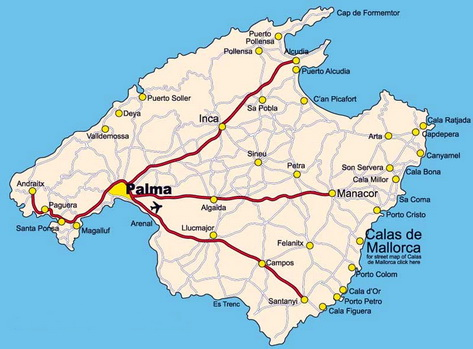 Cap de Formemtor
Puerto
Pollensa
Pollensa
Alcudia
Puerto Alcudia
Puerto Soller
C'an Picafort
Sa Pobla
Deya
Inca
Valldemossa
Cala Ratjada
Arta
Capdepera
Canyamel
Sineu
Petra
Son Servera
Cala Bona
Cala Millor
Andraitx
Palma
Manacor
Sa Coma
Paguera
Algaida
Porto Cristo
Santa Ponsa
Magailuf
Arenal
Llucmajor
Calas de
Mallorca
for street map of Calas
de Mallorca click here
Felanitx
Campos
Porto Colom
Cala d'Or
Santanyi
Porto Petro
Es Trenc
Cala Figuera